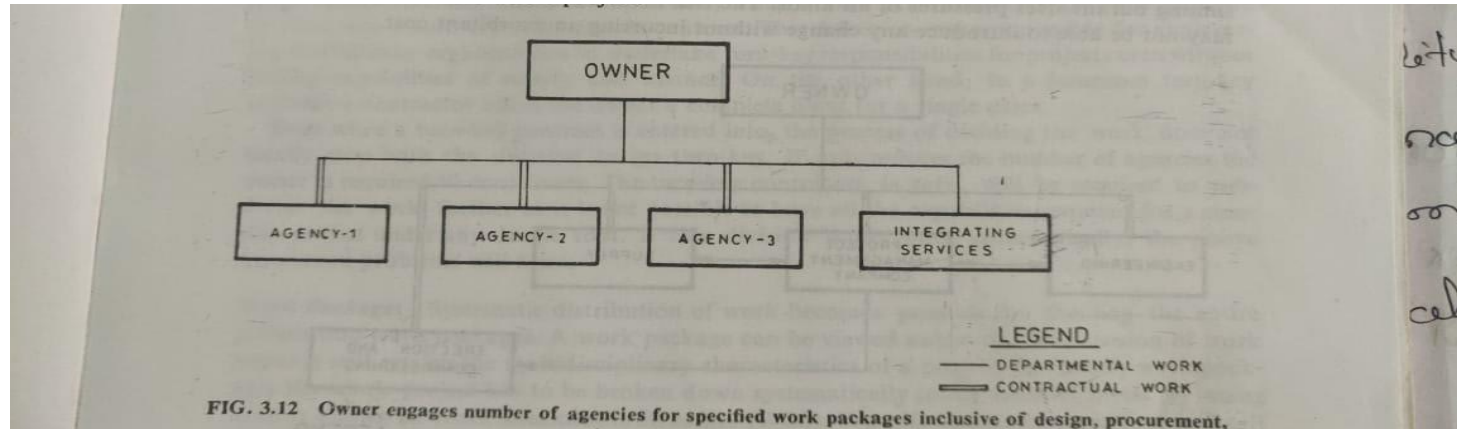 OWNER
AGENCY-1
AGENCY-2
AGENCY-3
INTEGRATING
SERVICES
LEGEND
DEPARTMENTAL WORK
CONTRACTUAL WORK
FIG. 3.12 Owner engages number of agencies for specified work packages inclusive of design, procurement,